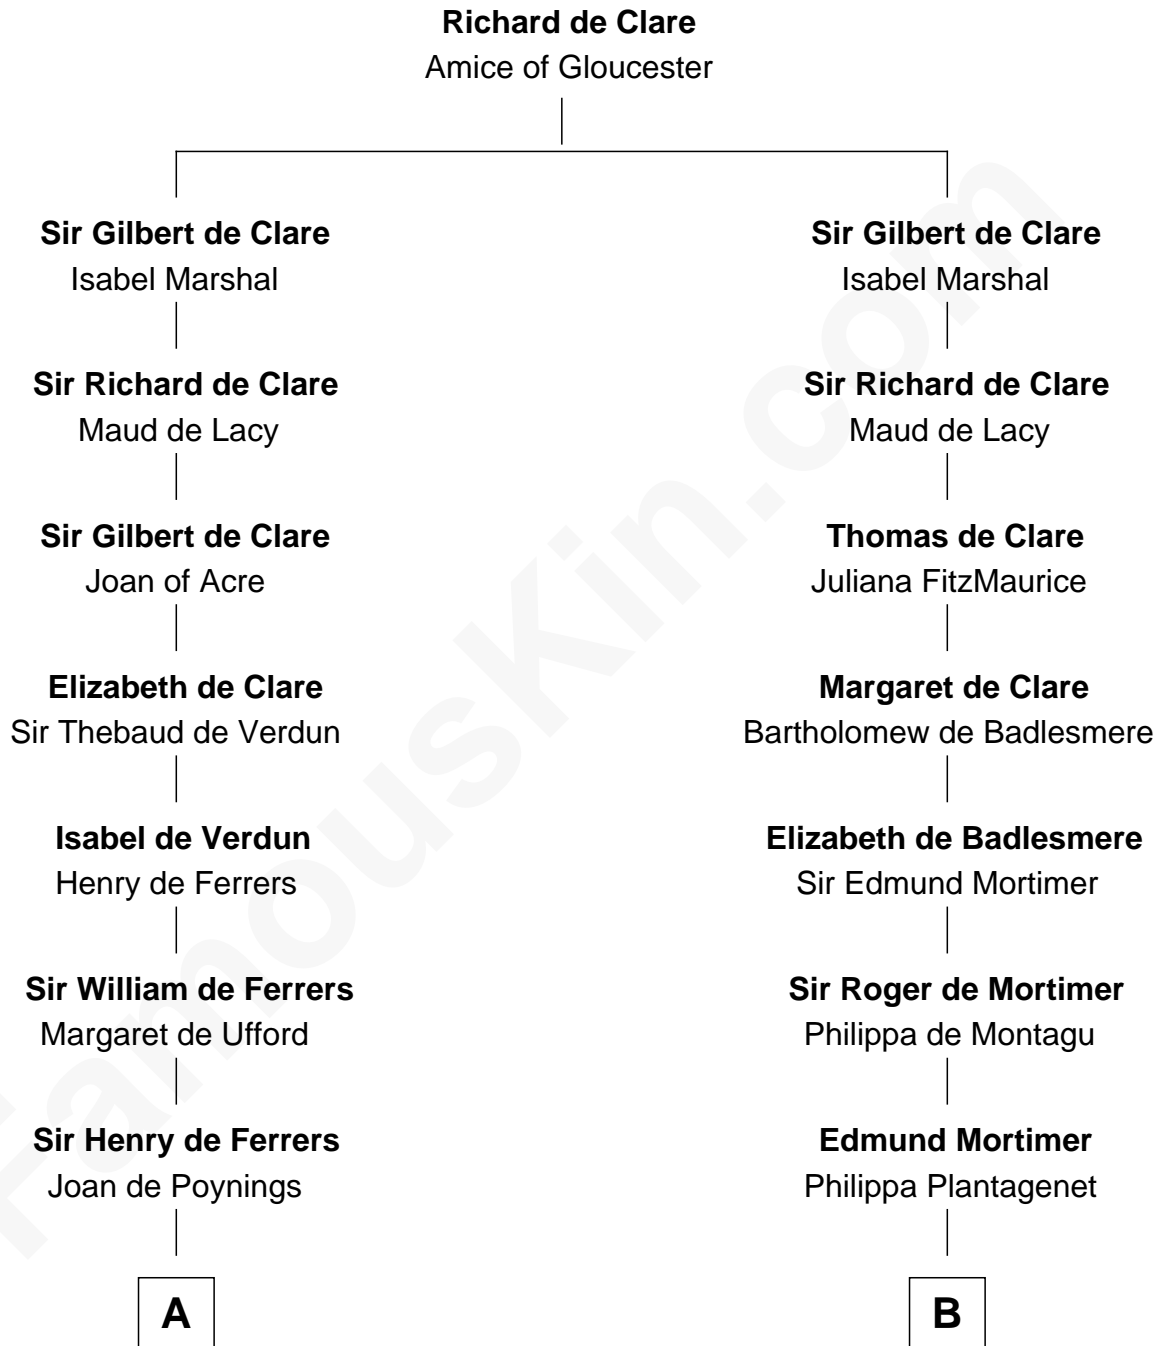 Richard de Clare
Amice of Gloucester
Sir Gilbert de Clare
Isabel Marshal
Sir Richard de Clare
Maud de Lacy
Sir Gilbert de Clare
Joan of Acre
Elizabeth de Clare
Sir Thebaud de Verdun
Isabel de Verdun
Henry de Ferrers
Sir William de Ferrers
Margaret de Ufford
Sir Henry de Ferrers
Joan de Poynings
A
Sir Gilbert de Clare
Isabel Marshal
Sir Richard de Clare
Maud de Lacy
Thomas de Clare
Juliana FitzMaurice
Margaret de Clare
Bartholomew de Badlesmere
Elizabeth de Badlesmere
Sir Edmund Mortimer
Sir Roger de Mortimer
Philippa de Montagu
Edmund Mortimer
Philippa Plantagenet
B
FamousKin.com